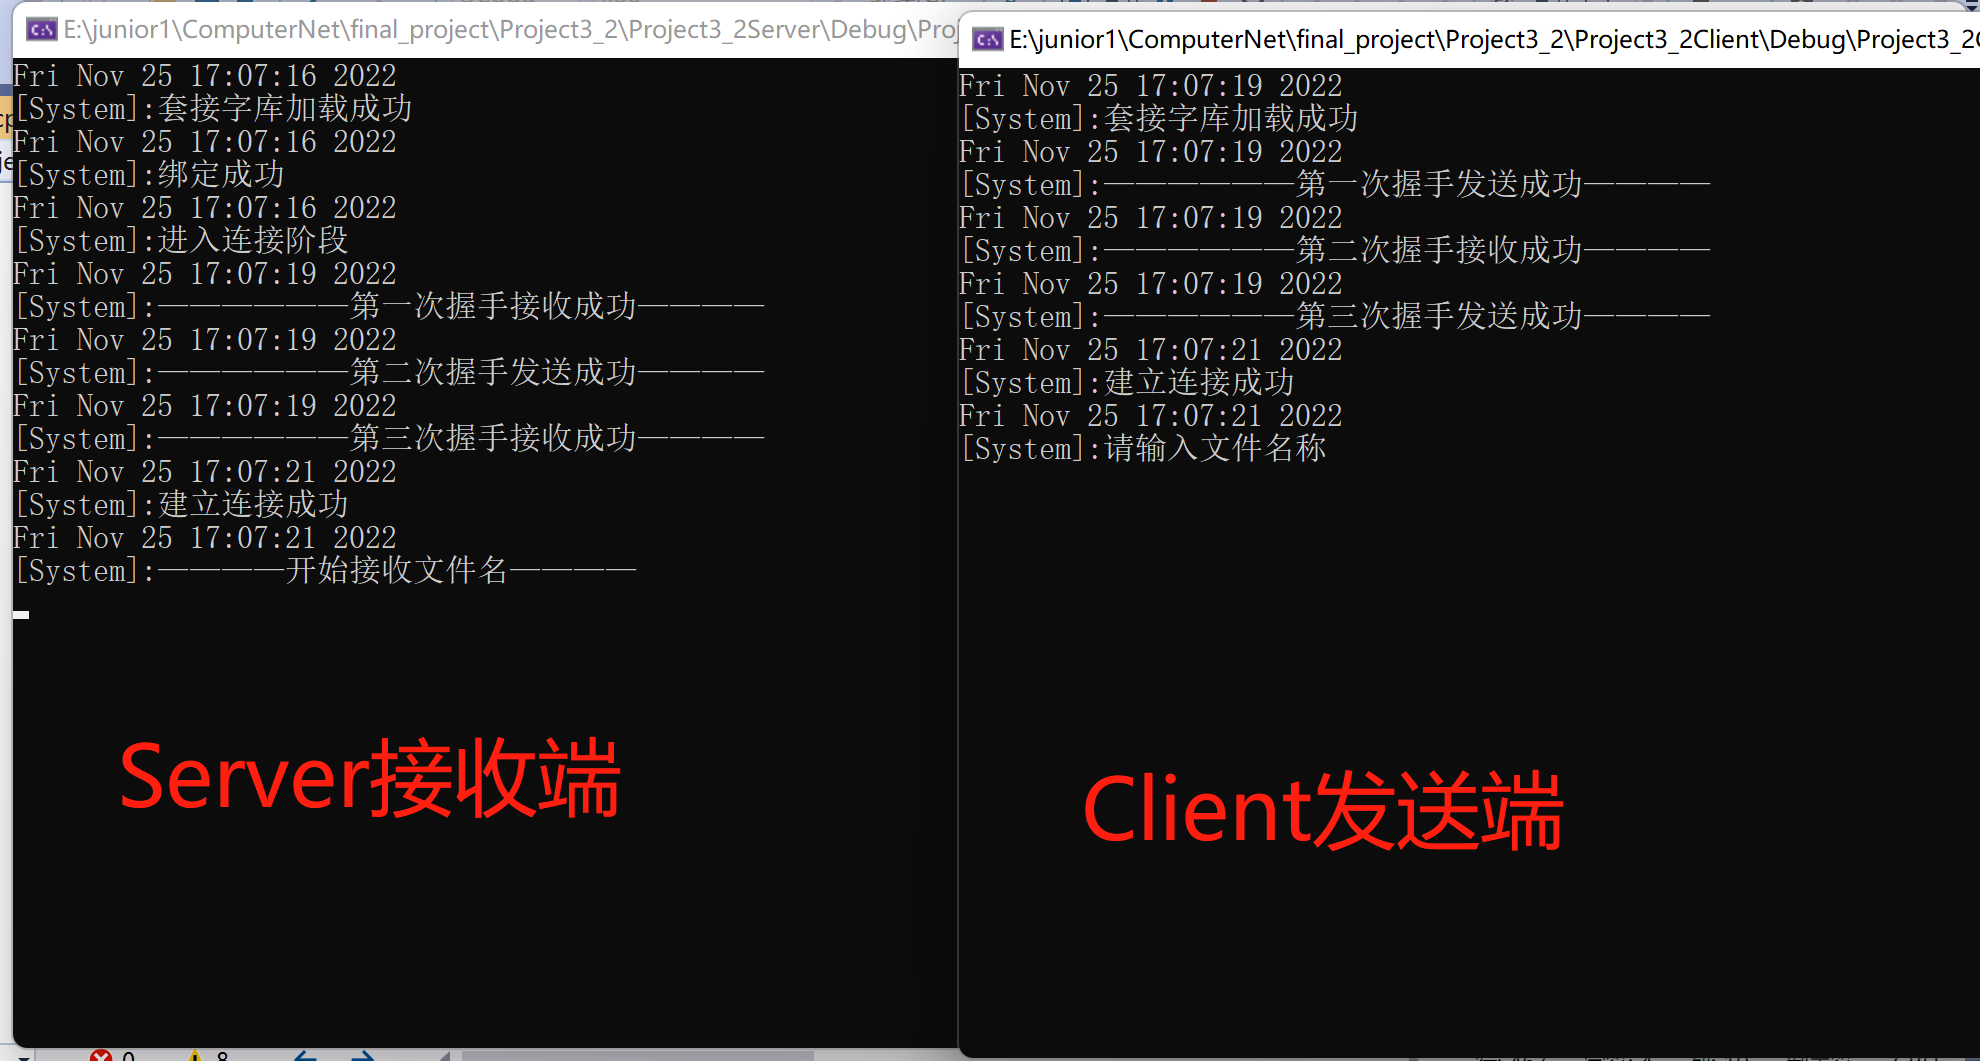 E:\junior1\ComputerNet\final_project\Project3_2\Project3_2Server\Debug\Proj
Fri Nov 25 17:07:16 2022
[System]:套接字库加载成功
Fri Nov 25 17:07:16 2022
[System]:绑定成功
Fri Nov 25 17:07:16 2022
[System]:进入连接阶段
Fri Nov 25 17:07:19 2022
[System]:——————第一次握手接收成功————
Fri Nov 25 17:07:19 2022
[System]:——————第二次握手发送成功————
Fri Nov 25 17:07:19 2022
[System]:——————第三次握手接收成功————
Fri Nov 25 17:07:21 2022
[System]:建立连接成功
Fri Nov 25 17:07:21 2022
[System]:————开始接收文件名————
Server接收端
E:\junior1\ComputerNet\final_project\Project3_2\Project3_2Client\Debug\Project3_2C
Fri Nov 25 17:07:19 2022
[System]:套接字库加载成功
Fri Nov 25 17:07:19 2022
[System]:——————第一次握手发送成功————
Fri Nov 25 17:07:19 2022
[System]:——————第二次握手接收成功————
Fri Nov 25 17:07:19 2022
[System]:——————第三次握手发送成功————
Fri Nov 25 17:07:21 2022
[System]:建立连接成功
Fri Nov 25 17:07:21 2022
[System]:请输入文件名称
Client发送端
0
8